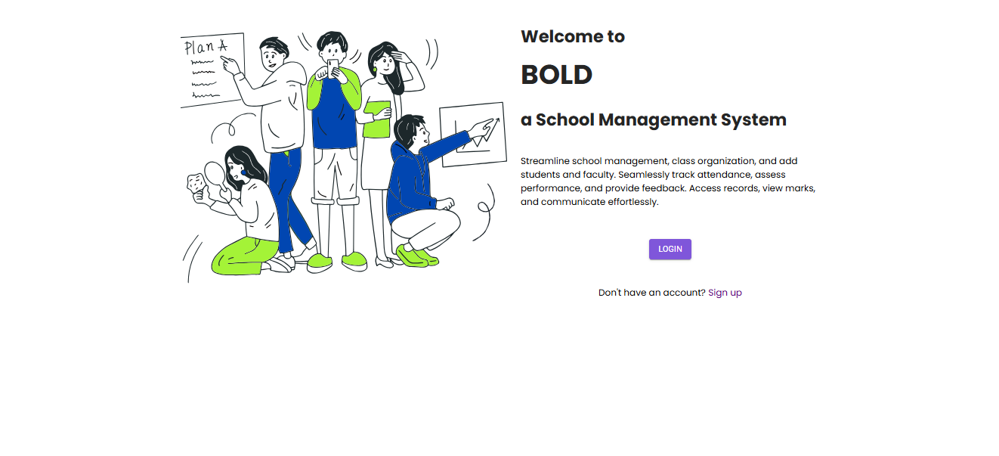 Plan A
Welcome to
BOLD
a School Management System
Streamline school management, class organization, and add
students and faculty. Seamlessly track attendance, assess
performance, and provide feedback. Access records, view marks,
and communicate effortlessly.
LOGIN
Don't have an account? Sign up